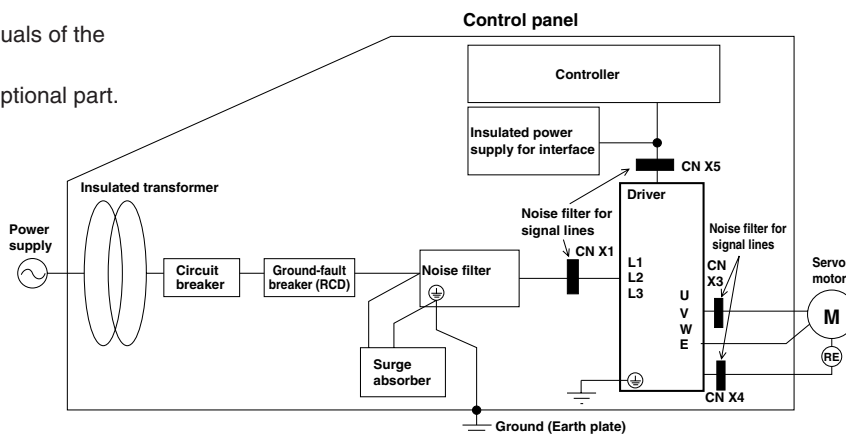 uals of the
ptional part.
Control panel
Controller
Insulated power
supply for interface
CN X5
Insulated transformer
Driver
Power
supply
Noise filter for
signal lines
Noise filter for
signal lines
CN X1
Circuit
breaker
Ground-fault
breaker (RCD)
Noise filter
L1
L2
L3
CN
X3
Servo
motor
U
V
W
E
M
RE
Surge
absorber
CN X4
Ground (Earth plate)